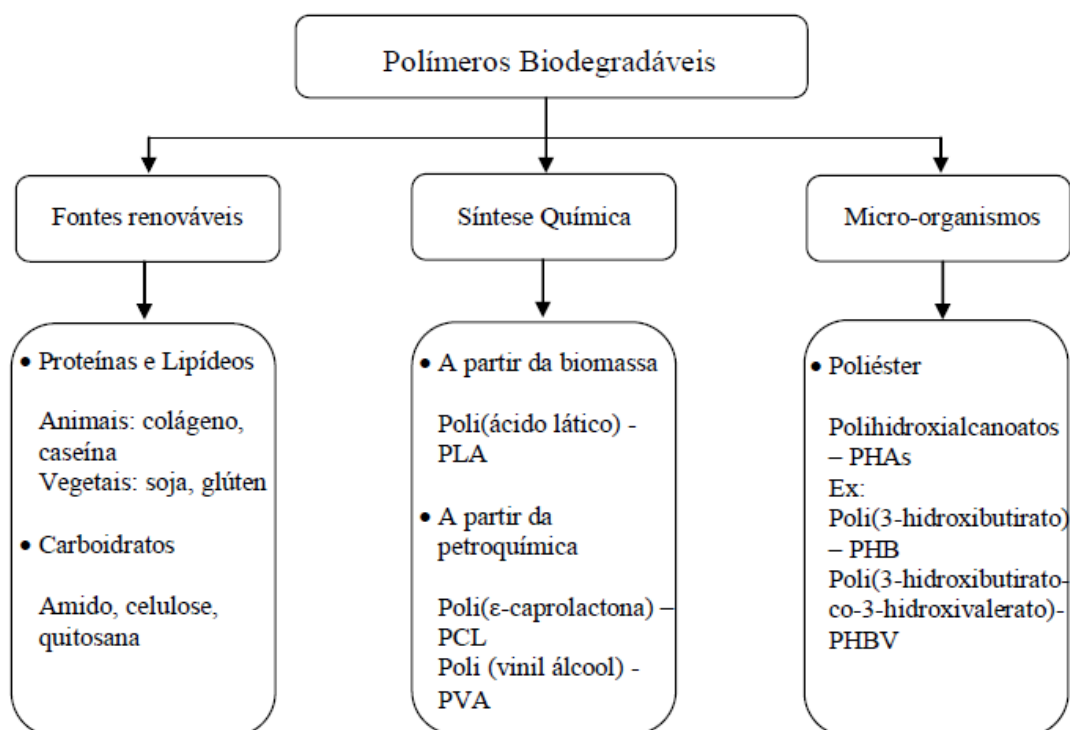 Polímeros Biodegradáveis
Fontes renováveis
Síntese Química
Micro-organismos
• Proteínas e Lipídeos
Animais: colágeno,
caseína
Vegetais: soja, glúten
• Carboidratos
Amido, celulose,
quitosana
• A partir da biomassa
Poli(ácido lático) -
PLA
• A partir da
petroquímica
Poli(ε-caprolactona) –
PCL
Poli (vinil álcool) -
PVA
• Poliéster
Polihidroxialcanoatos
– PHAs
Ex:
Poli(3-hidroxibutirato)
– PHB
Poli(3-hidroxibutirato-
co-3-hidroxivalerato)-
PHBV